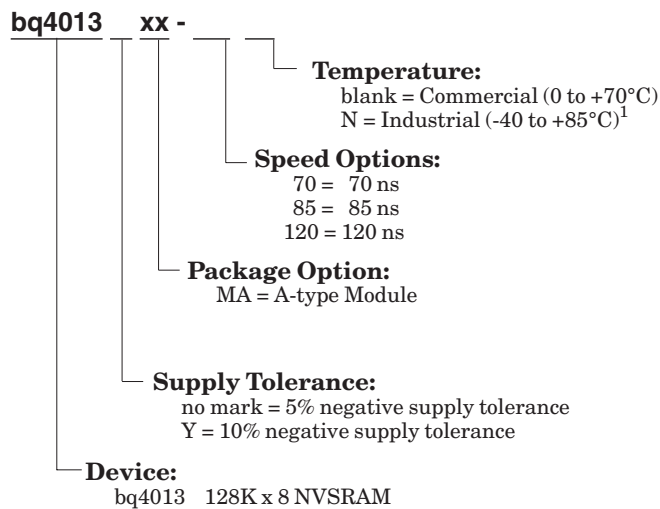 bq4013 xx -
Temperature:
blank = Commercial (0 to +70°C)
N = Industrial (-40 to +85°C)1
Speed Options:
70 = 70 ns
85 = 85 ns
120 = 120 ns
Package Option:
MA = A-type Module
Supply Tolerance:
no mark = 5% negative supply tolerance
Y = 10% negative supply tolerance
Device:
bq4013 128K x 8 NVSRAM